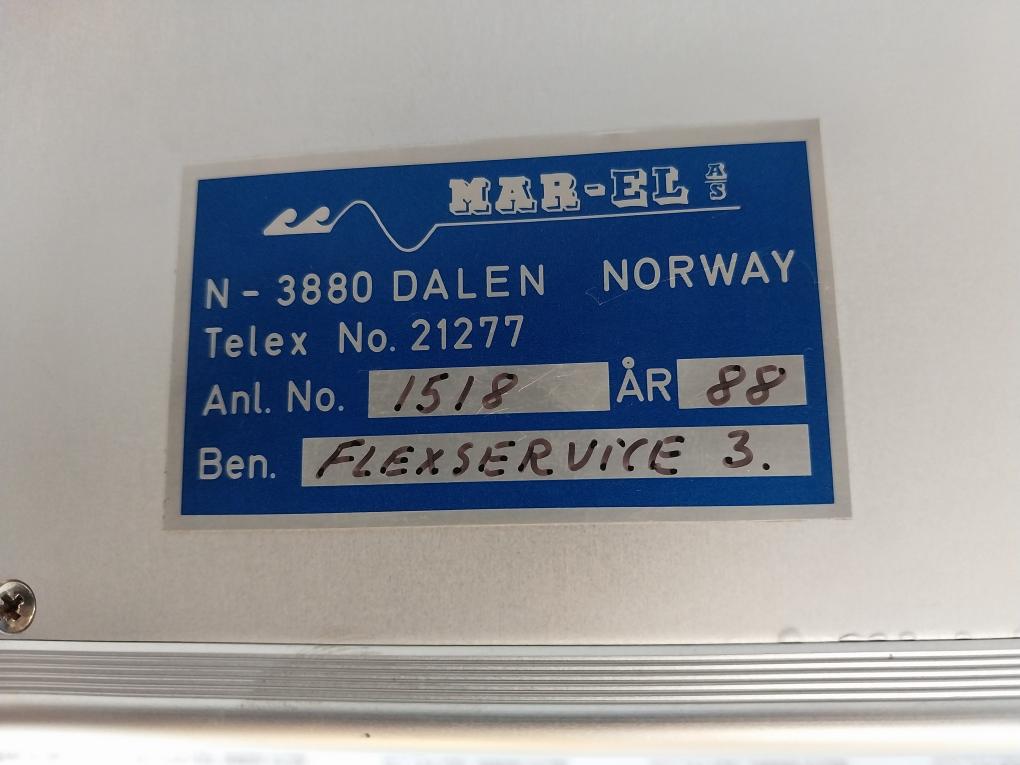 MAR-EL A/S
N - 3880 DALEN NORWAY
Telex No. 21277
Anl. No. 1518 ÅR 88
Ben. FLEXSERVICE 3.